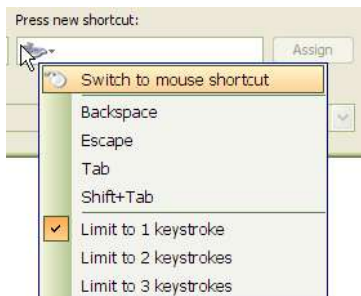 Press new shortcut:
Assign
Switch to mouse shortcut
Backspace
Escape
Tab
Shift+Tab
Limit to 1 keystroke
Limit to 2 keystrokes
Limit to 3 keystrokes